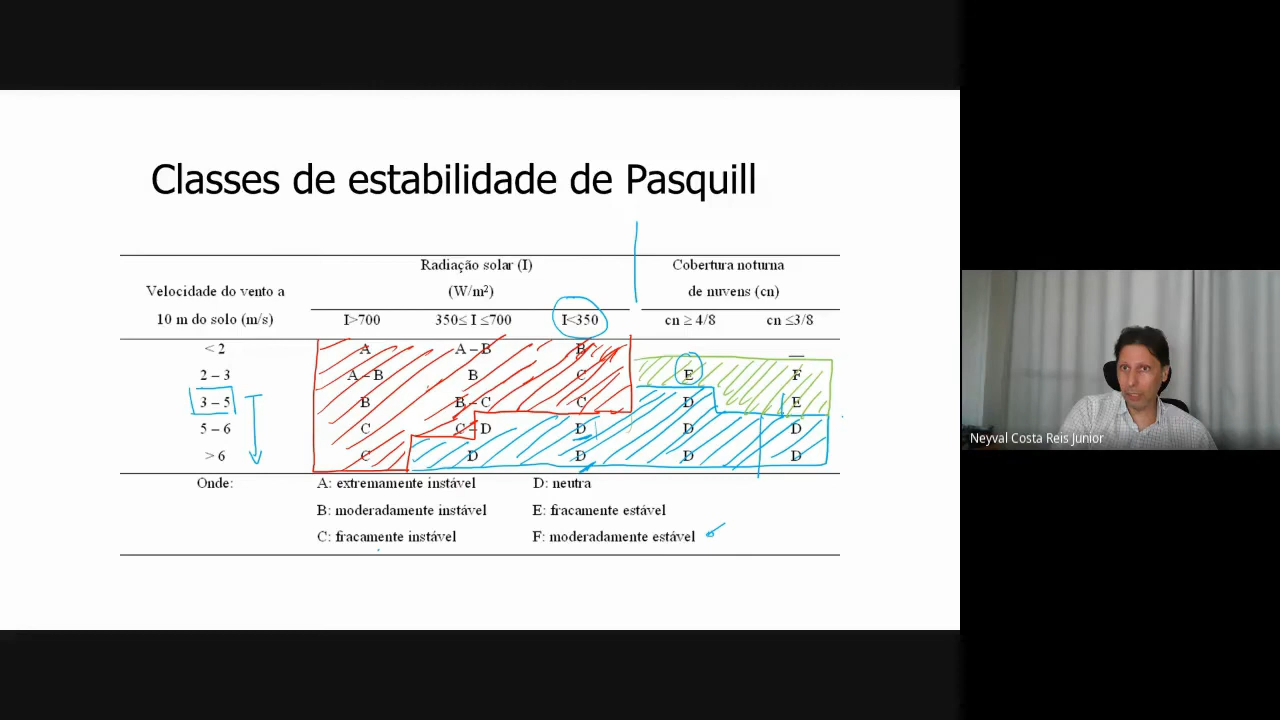 Classes de estabilidade de Pasquill
Radiação solar (I) Cobertura noturna
Velocidade do vento a (W/m²) de nuvens (cn)
10 m do solo (m/s) I>700 350≤ I ≤700 I<350 cn ≥ 4/8 cn ≤3/8
< 2 A A – B B —
2 – 3 A – B B C E F
3 – 5 B B – C C D E
5 – 6 C C – D D D D
> 6 C D D D D
Onde: A: extremamente instável D: neutra
B: moderadamente instável E: fracamente estável
C: fracamente instável F: moderadamente estável
Neyval Costa Reis Junior